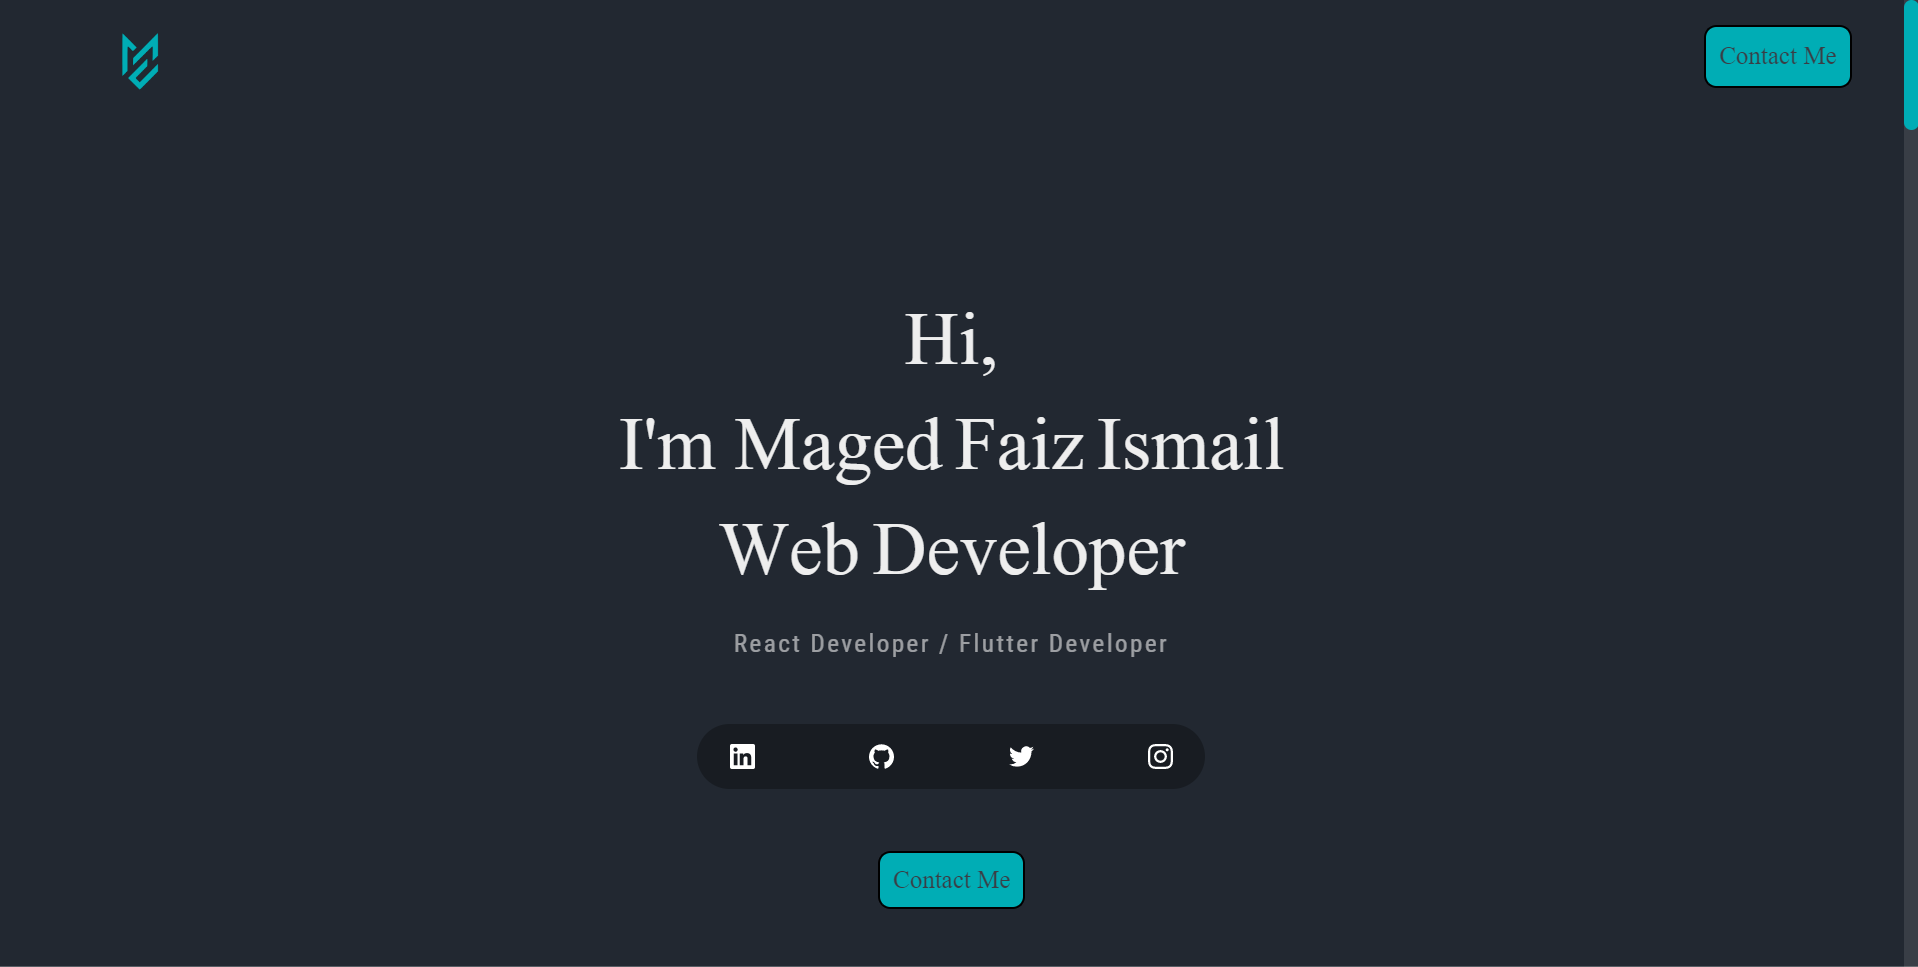 Contact Me
Hi,
I'm Maged Faiz Ismail
Web Developer
React Developer / Flutter Developer
Contact Me